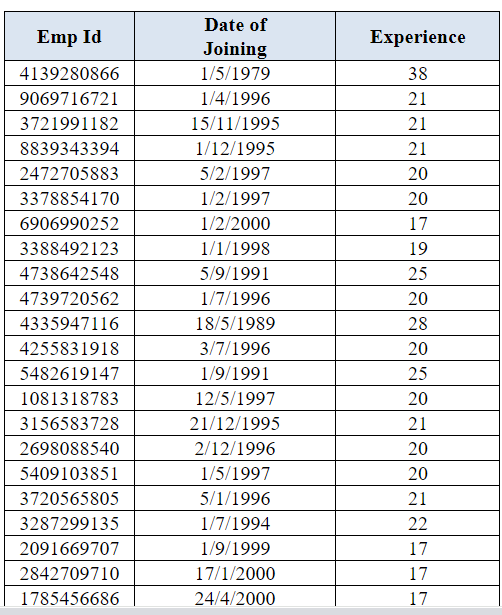 Emp Id Date of Joining Experience
4139280866 1/5/1979 38
9069716721 1/4/1996 21
3721991182 15/11/1995 21
8839343394 1/12/1995 21
2472705883 5/2/1997 20
3378854170 1/2/1997 20
6906990252 1/2/2000 17
3388492123 1/1/1998 19
4738642548 5/9/1991 25
4739720562 1/7/1996 20
4335947116 18/5/1989 28
4255831918 3/7/1996 20
5482619147 1/9/1991 25
1081318783 12/5/1997 20
3156583728 21/12/1995 21
2698088540 2/12/1996 20
5409103851 1/5/1997 20
3720565805 5/1/1996 21
3287299135 1/7/1994 22
2091669707 1/9/1999 17
2842709710 17/1/2000 17
1785456686 24/4/2000 17